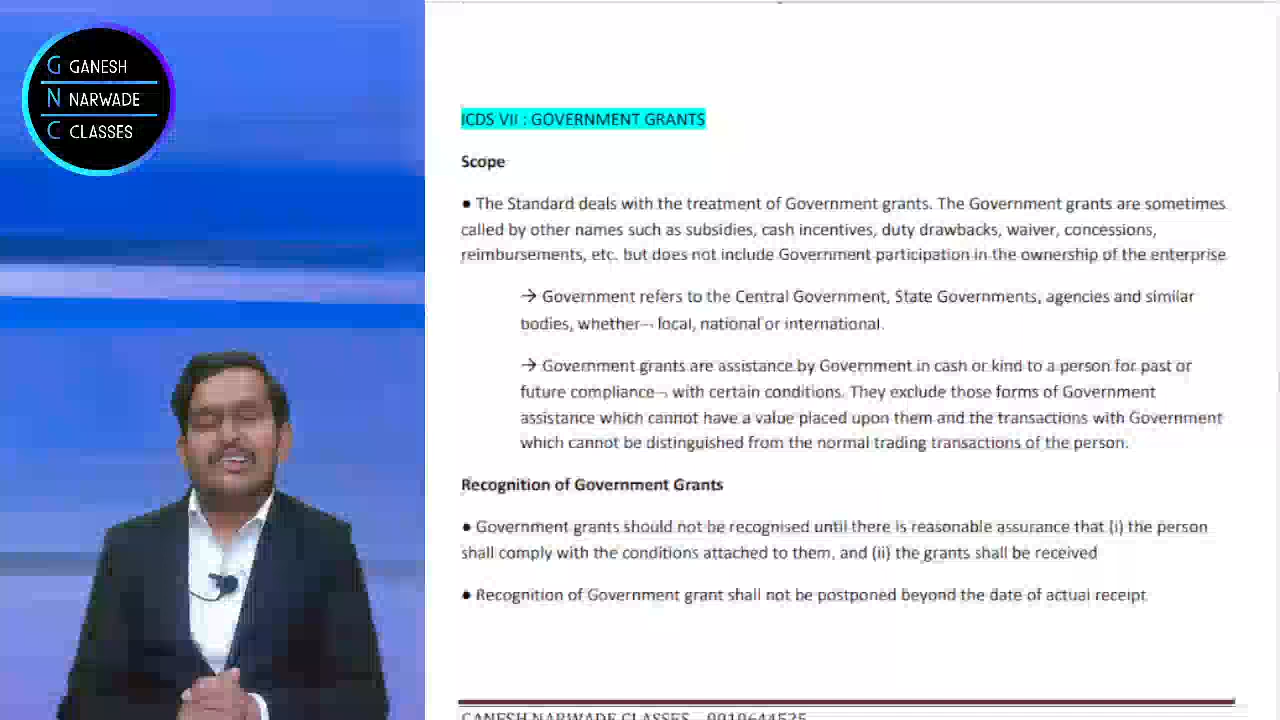 G GANESH
N NARWADE
C CLASSES
ICDS VII : GOVERNMENT GRANTS
Scope
● The Standard deals with the treatment of Government grants. The Government grants are sometimes
called by other names such as subsidies, cash incentives, duty drawbacks, waiver, concessions,
reimbursements, etc. but does not include Government participation in the ownership of the enterprise
→ Government refers to the Central Government, State Governments, agencies and similar
bodies, whether¬ local, national or international.
→ Government grants are assistance by Government in cash or kind to a person for past or
future compliance¬ with certain conditions. They exclude those forms of Government
assistance which cannot have a value placed upon them and the transactions with Government
which cannot be distinguished from the normal trading transactions of the person.
Recognition of Government Grants
● Government grants should not be recognised until there is reasonable assurance that (i) the person
shall comply with the conditions attached to them, and (ii) the grants shall be received
● Recognition of Government grant shall not be postponed beyond the date of actual receipt
GANESH NARWADE CLASSES